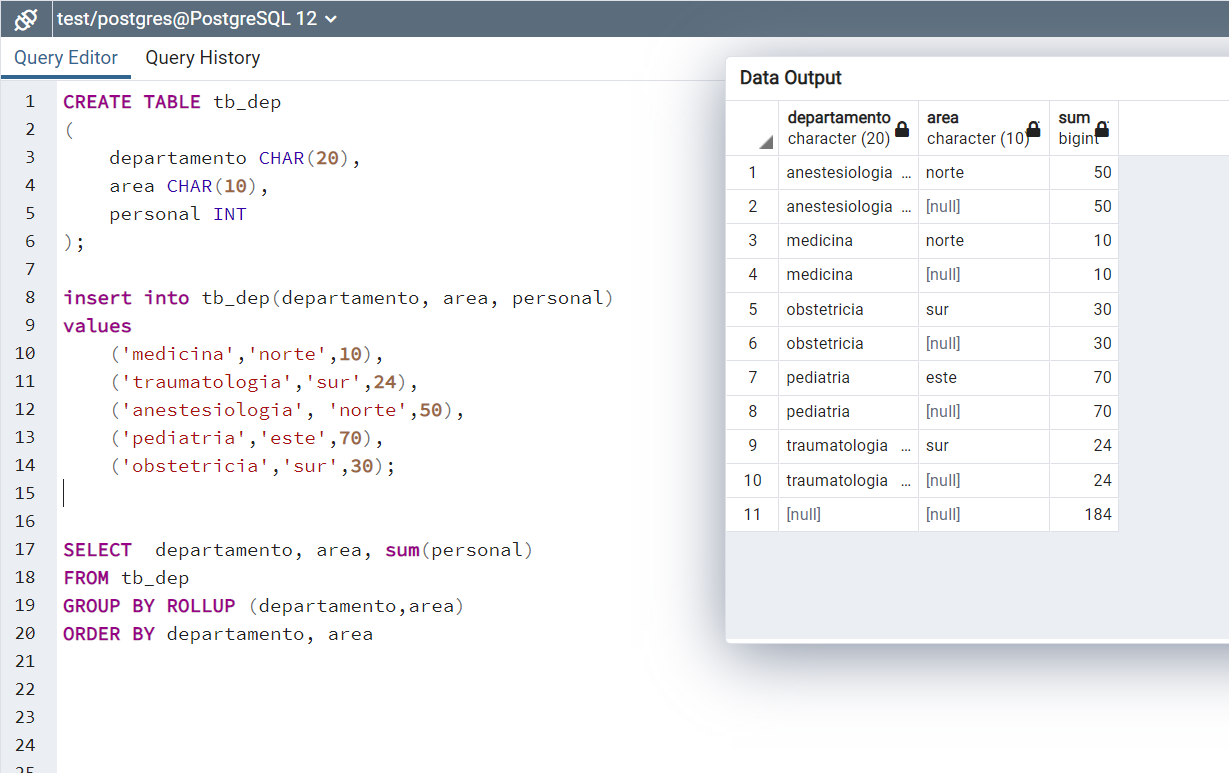 test/postgres@PostgreSQL 12
Query Editor Query History
1 CREATE TABLE tb_dep
2 (
3 departamento CHAR(20),
4 area CHAR(10),
5 personal INT
6 );
7
8 insert into tb_dep(departamento, area, personal)
9 values
10 ('medicina','norte',10),
11 ('traumatologia','sur',24),
12 ('anestesiologia', 'norte',50),
13 ('pediatria','este',70),
14 ('obstetricia','sur',30);
15
16
17 SELECT  departamento, area, sum(personal)
18 FROM tb_dep
19 GROUP BY ROLLUP (departamento,area)
20 ORDER BY departamento, area
21
22
23
24
25
Data Output
departamento area sum
character (20) character (10) bigint
1 anestesiologia ... norte 50
2 anestesiologia ... [null] 50
3 medicina norte 10
4 medicina [null] 10
5 obstetricia sur 30
6 obstetricia [null] 30
7 pediatria este 70
8 pediatria [null] 70
9 traumatologia ... sur 24
10 traumatologia ... [null] 24
11 [null] [null] 184